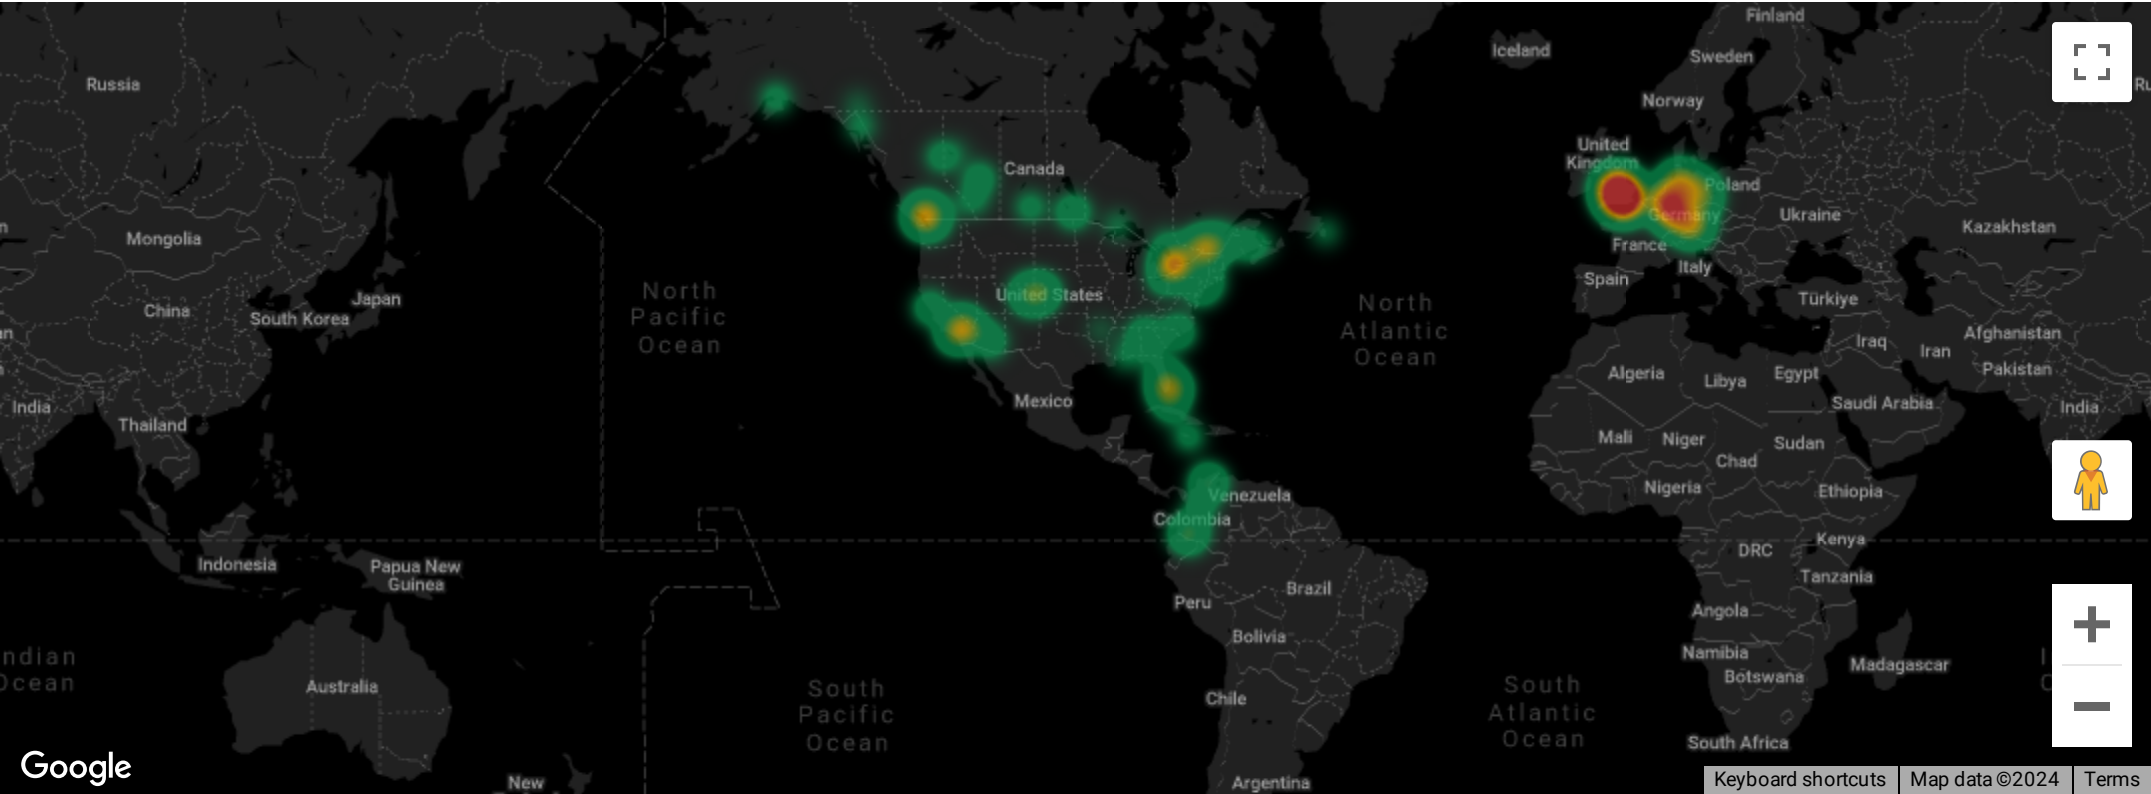 Finland
Iceland
Sweden
Russia
Ru
Norway
United
Kingdom
Canada
Poland
Germany
Ukraine
Kazakhstan
Mongolia
France
Italy
Spain
North
Pacific
Ocean
United States
North
Atlantic
Ocean
Türkiye
Japan
China
South Korea
an
Afghanistan
Iraq
Iran
Pakistan
Algeria
Libya
Egypt
Mexico
India
Saudi Arabia
India
Thailand
Mali
Niger
Sudan
Chad
Venezuela
Nigeria
Ethiopia
Colombia
Kenya
DRC
Indonesia
Papua New
Guinea
Tanzania
Brazil
Peru
Angola
Bolivia
Namibia
Madagascar
ndian
Ocean
Botswana
Australia
South
Pacific
Ocean
Chile
South
Atlantic
Ocean
South Africa
New
Argentina
Google
Keyboard shortcuts
Map data ©2024
Terms